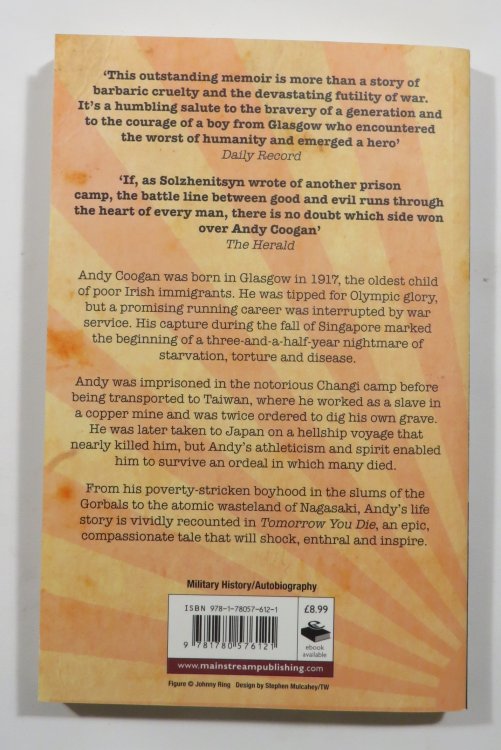 ‘This outstanding memoir is more than a story of
barbaric cruelty and the devastating futility of war.
It’s a humbling salute to the bravery of a generation and
to the courage of a boy from Glasgow who encountered
the worst of humanity and emerged a hero’
Daily Record
‘If, as Solzhenitsyn wrote of another prison
camp, the battle line between good and evil runs through
the heart of every man, there is no doubt which side won
over Andy Coogan’
The Herald
Andy Coogan was born in Glasgow in 1917, the oldest child
of poor Irish immigrants. He was tipped for Olympic glory,
but a promising running career was interrupted by war
service. His capture during the fall of Singapore marked
the beginning of a three-and-a-half-year nightmare of
starvation, torture and disease.
Andy was imprisoned in the notorious Changi camp before
being transported to Taiwan, where he worked as a slave in
a copper mine and was twice ordered to dig his own grave.
He was later taken to Japan on a hellship voyage that
nearly killed him, but Andy’s athleticism and spirit enabled
him to survive an ordeal in which many died.
From his poverty-stricken boyhood in the slums of the
Gorbals to the atomic wasteland of Nagasaki, Andy’s life
story is vividly recounted in Tomorrow You Die, an epic,
compassionate tale that will shock, enthral and inspire.
Military History/Autobiography
ISBN 978-1-78057-612-1
£8.99
9 781780 576121
ebook
available
www.mainstreampublishing.com
Figure © Johnny Ring Design by Stephen Mulcahey/TW